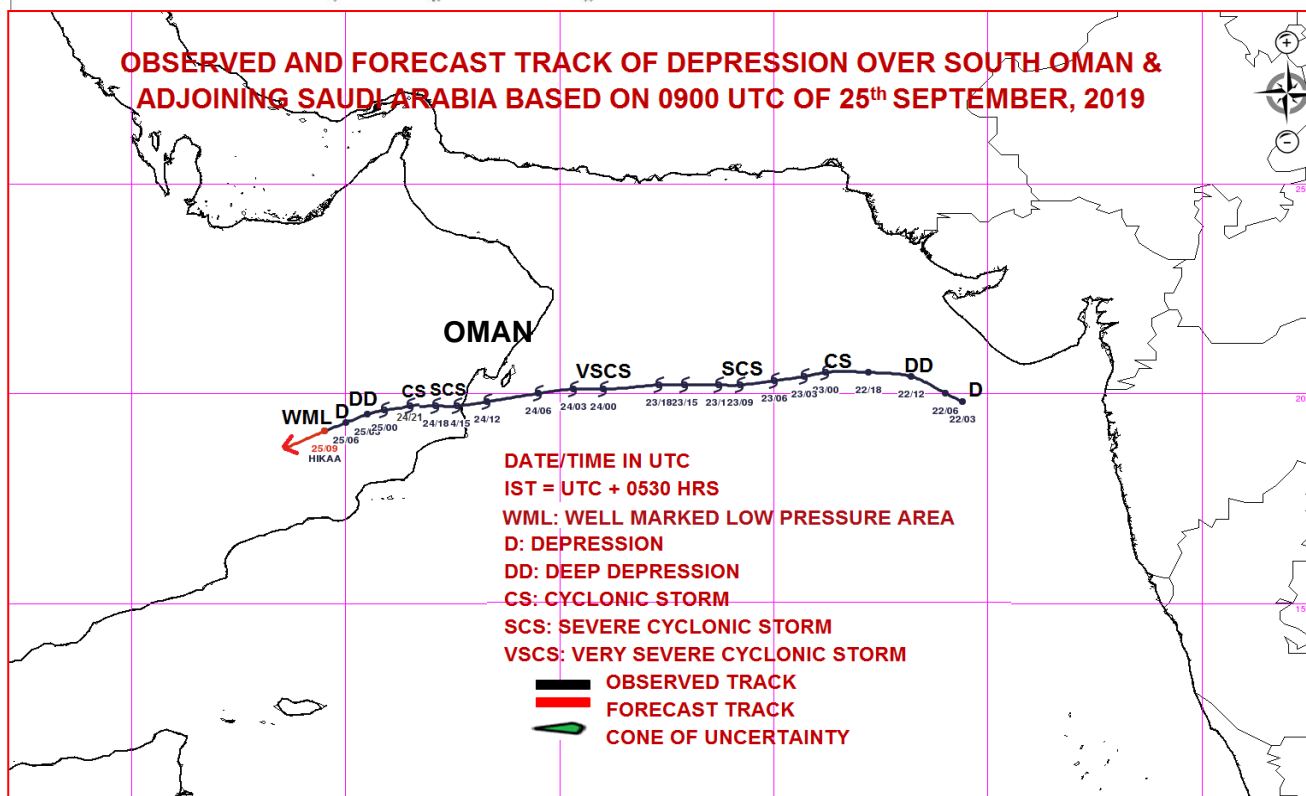 OBSERVED AND FORECAST TRACK OF DEPRESSION OVER SOUTH OMAN &
ADJOINING SAUDI ARABIA BASED ON 0900 UTC OF 25th SEPTEMBER, 2019
25
OMAN
VSCS SCS CS DD D
WML D DD CS SCS
20
25/09 25/06 25/00 24/21 24/18 4/15 24/12 24/06 24/03 24/00 23/18 23/15 23/12 23/09 23/06 23/03 23/00 22/18 22/12 22/06 22/03
HIKAA
DATE/TIME IN UTC
IST = UTC + 0530 HRS
WML: WELL MARKED LOW PRESSURE AREA
D: DEPRESSION
DD: DEEP DEPRESSION
CS: CYCLONIC STORM
15
SCS: SEVERE CYCLONIC STORM
VSCS: VERY SEVERE CYCLONIC STORM
OBSERVED TRACK
FORECAST TRACK
CONE OF UNCERTAINTY